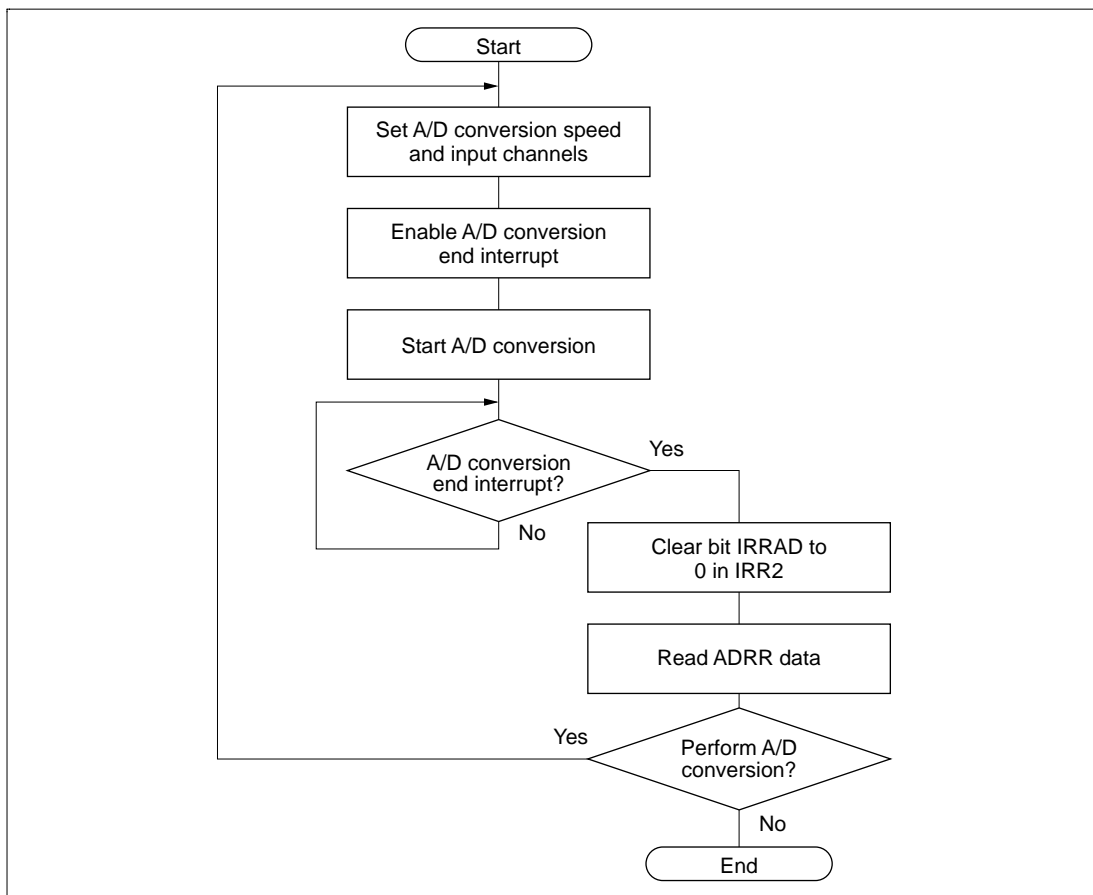 Start
Set A/D conversion speed
and input channels
Enable A/D conversion
end interrupt
Start A/D conversion
A/D conversion
end interrupt?
Yes
No
Clear bit IRRAD to
0 in IRR2
Read ADRR data
Perform A/D
conversion?
Yes
No
End